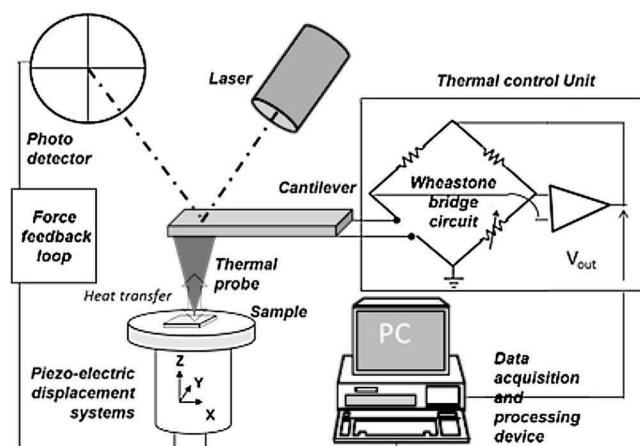 Laser
Thermal control Unit
Photo
detector
Cantilever
Wheastone
bridge
circuit
Force
feedback
loop
Thermal
probe
Vout
Heat transfer
Sample
PC
Piezo-electric
displacement
systems
Z
Y
X
Data
acquisition
and
processing
device